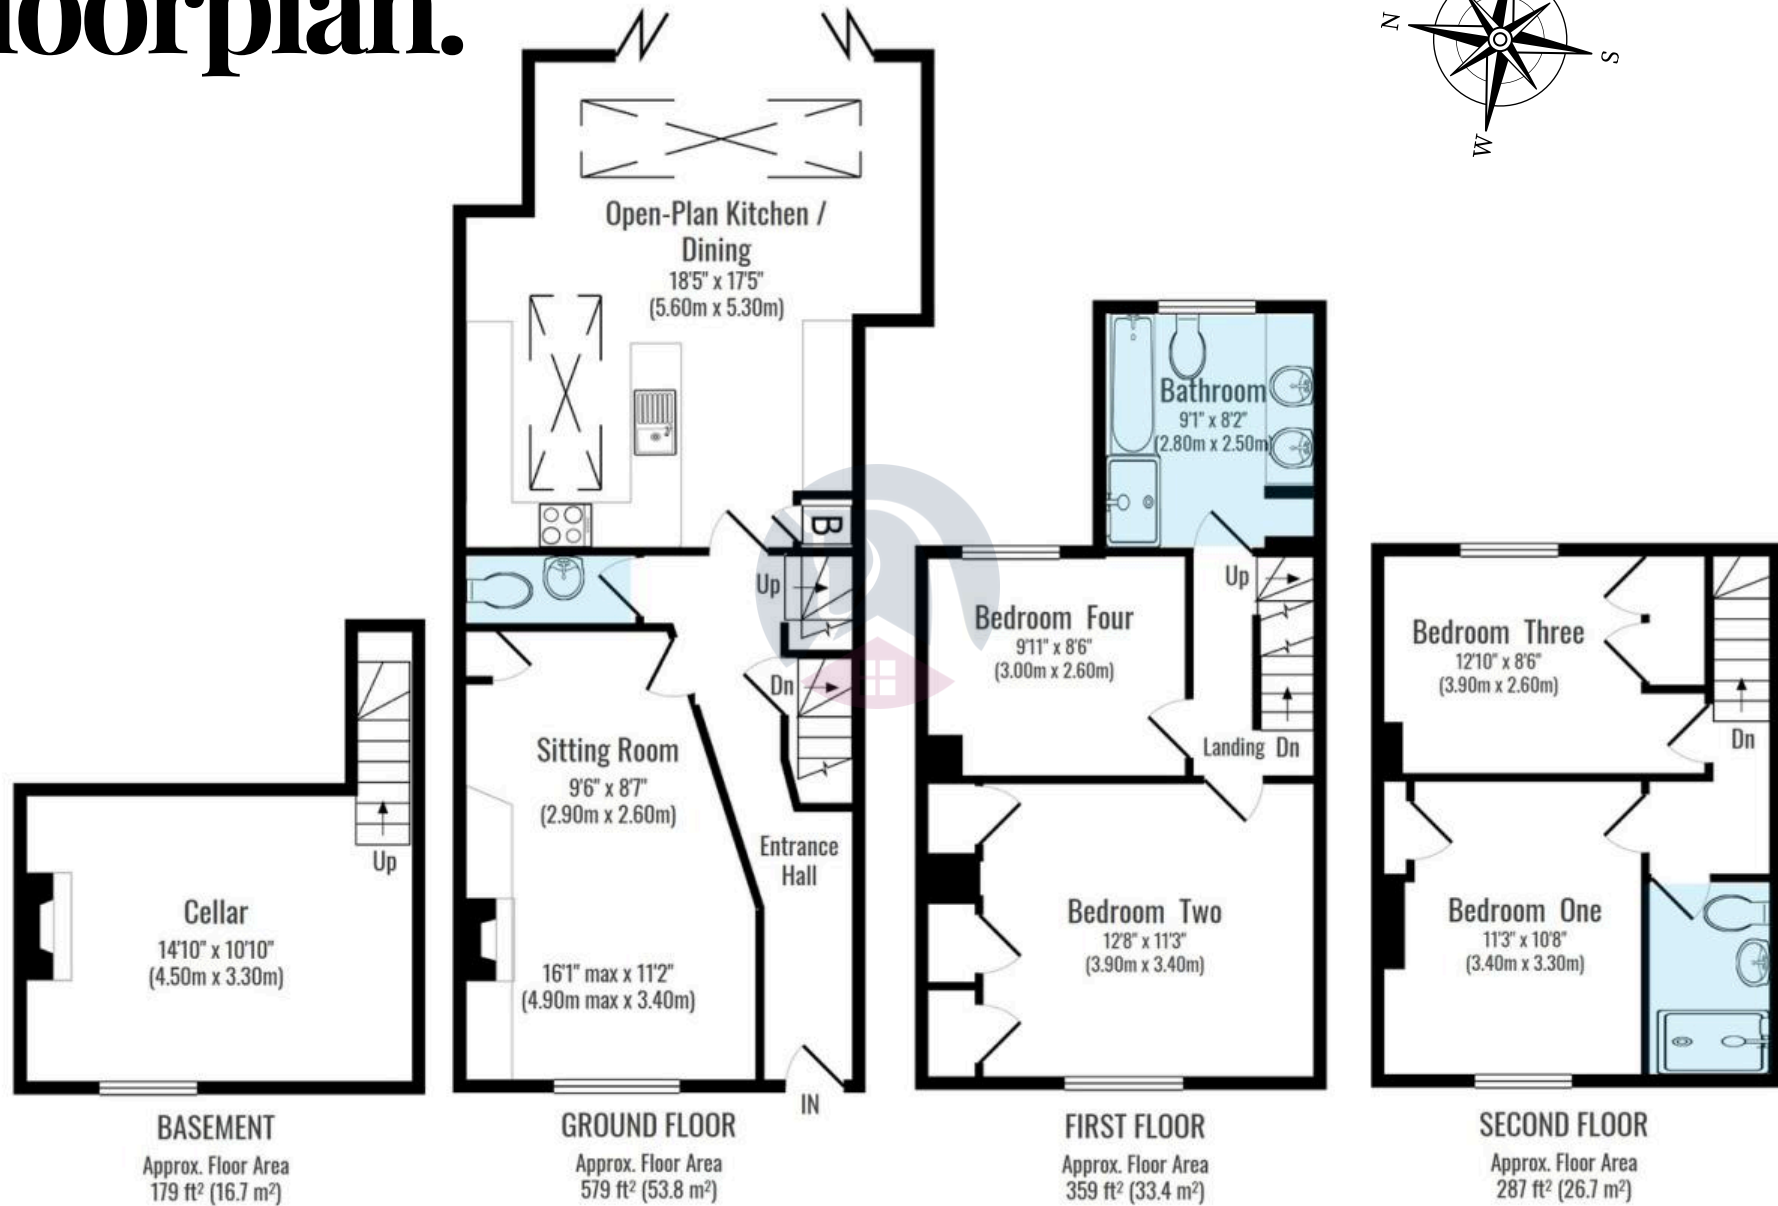 loorplan.
N
S
W
Open-Plan Kitchen /
Dining
18'5" x 17'5"
(5.60m x 5.30m)
B
Up
Dn
Sitting Room
9'6" x 8'7"
(2.90m x 2.60m)
16'1" max x 11'2"
(4.90m max x 3.40m)
Entrance
Hall
IN
Up
Cellar
14'10" x 10'10"
(4.50m x 3.30m)
Bathroom
9'1" x 8'2"
(2.80m x 2.50m)
Up
Bedroom Four
9'11" x 8'6"
(3.00m x 2.60m)
Landing Dn
Bedroom Two
12'8" x 11'3"
(3.90m x 3.40m)
Bedroom Three
12'10" x 8'6"
(3.90m x 2.60m)
Dn
Bedroom One
11'3" x 10'8"
(3.40m x 3.30m)
BASEMENT
Approx. Floor Area
179 ft² (16.7 m²)
GROUND FLOOR
Approx. Floor Area
579 ft² (53.8 m²)
FIRST FLOOR
Approx. Floor Area
359 ft² (33.4 m²)
SECOND FLOOR
Approx. Floor Area
287 ft² (26.7 m²)